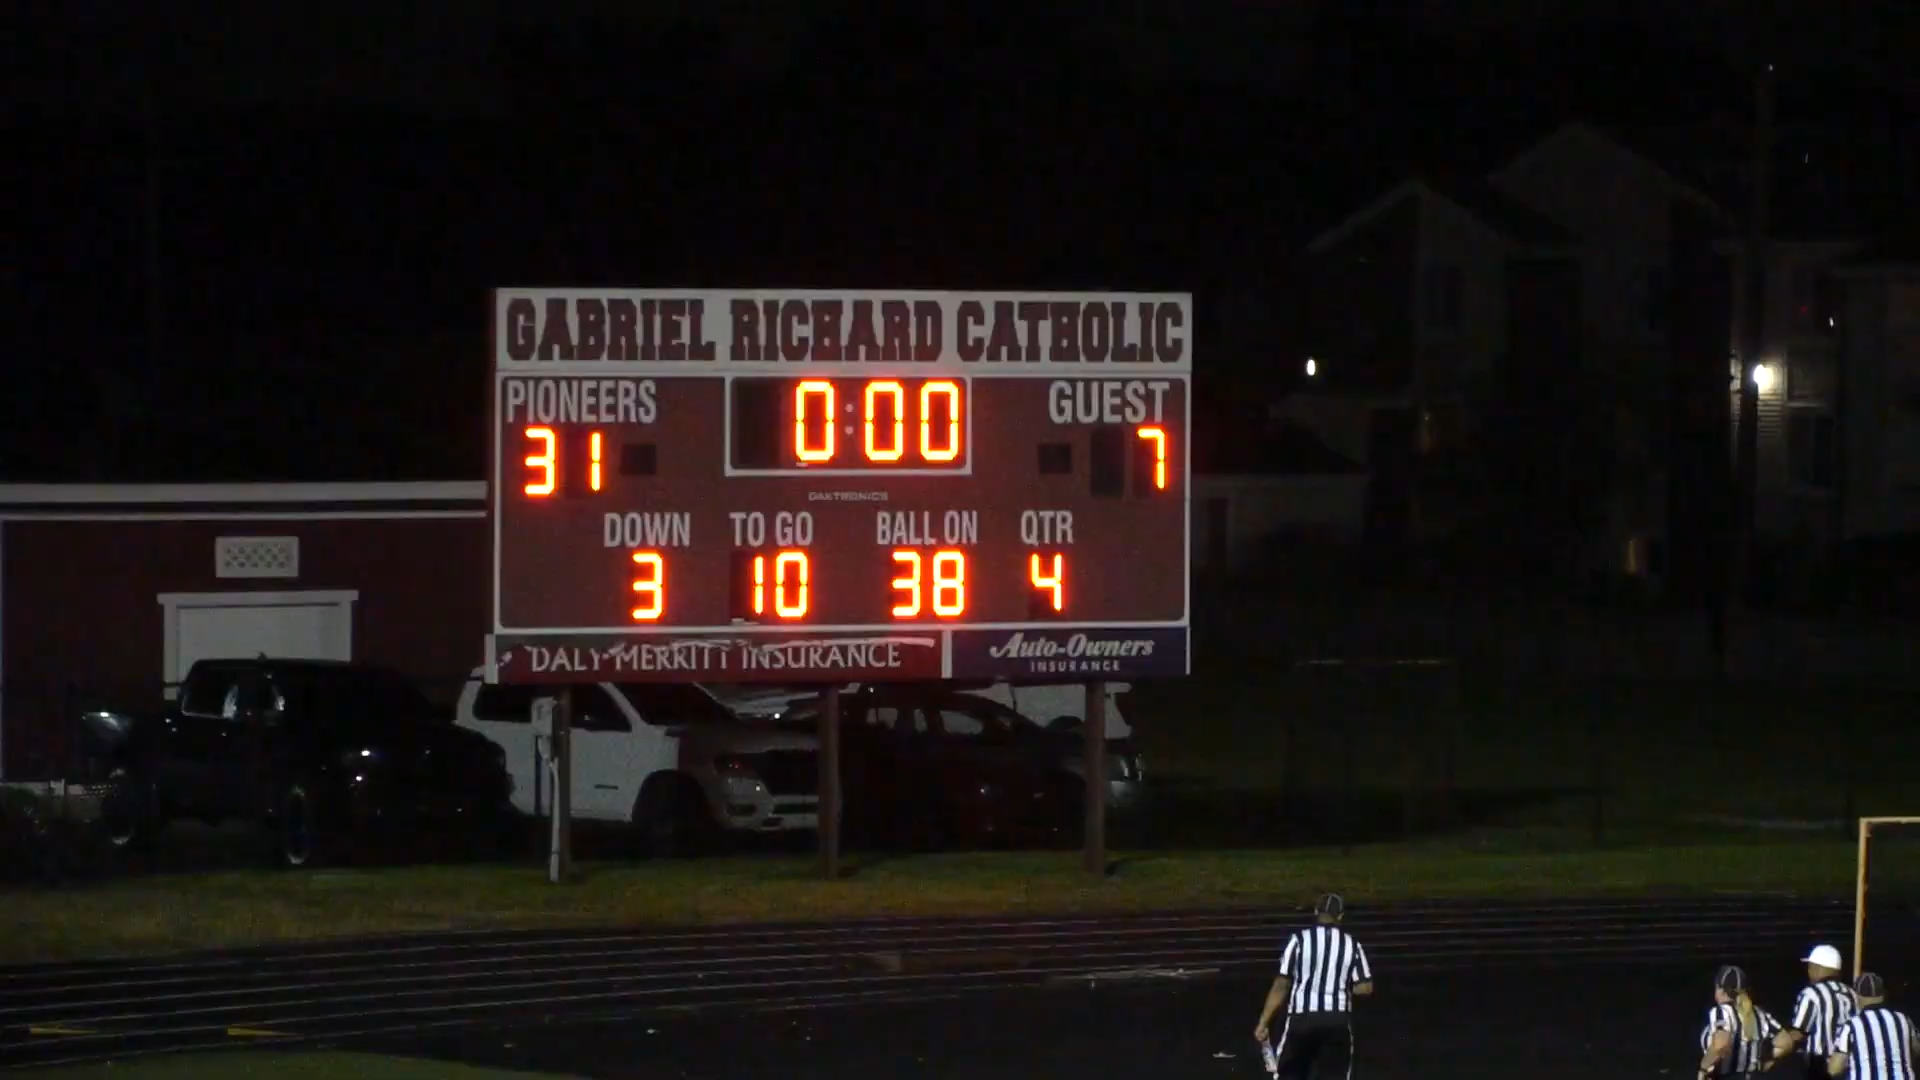 GABRIEL RICHARD CATHOLIC
PIONEERS 0:00 GUEST
31 7
DAKTRONICS
DOWN TO GO BALL ON QTR
3 10 38 4
DALY MERRITT INSURANCE
Auto-Owners
INSURANCE